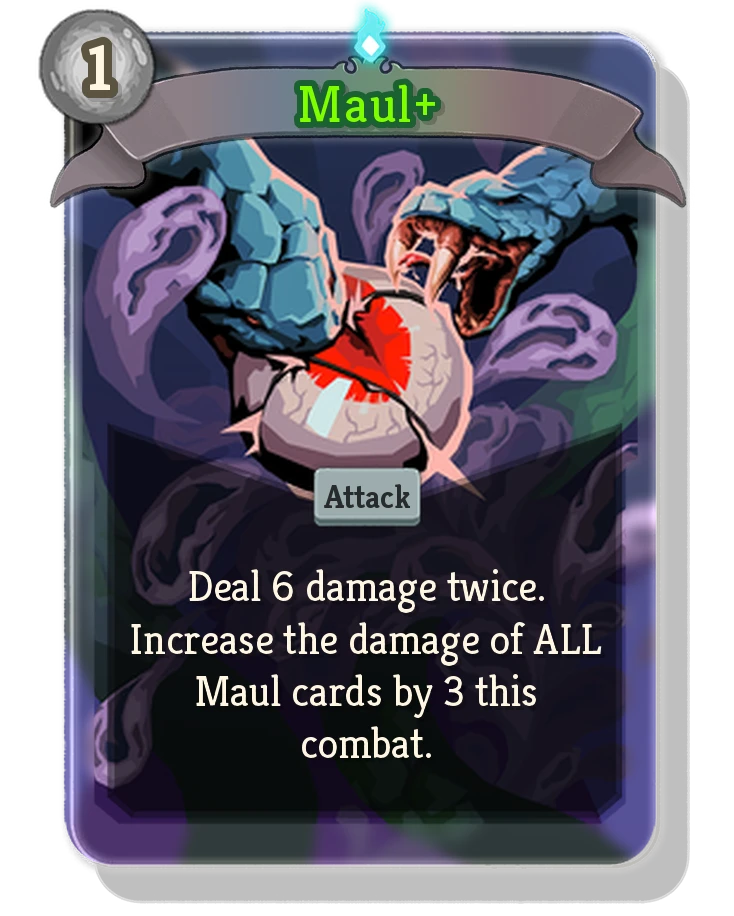 1
Maul+
Attack
Deal 6 damage twice.
Increase the damage of ALL
Maul cards by 3 this
combat.